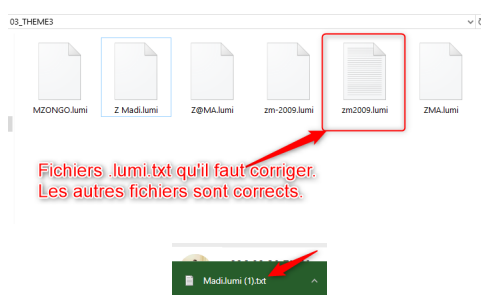 03_THEME3
MZONGO.lumi Z Madi.lumi Z@MA.lumi zm-2009.lumi zm2009.lumi ZMA.lumi
Fichiers .lumi.txt qu'il faut corriger.
Les autres fichiers sont corrects.
Madi.lumi (1).txt